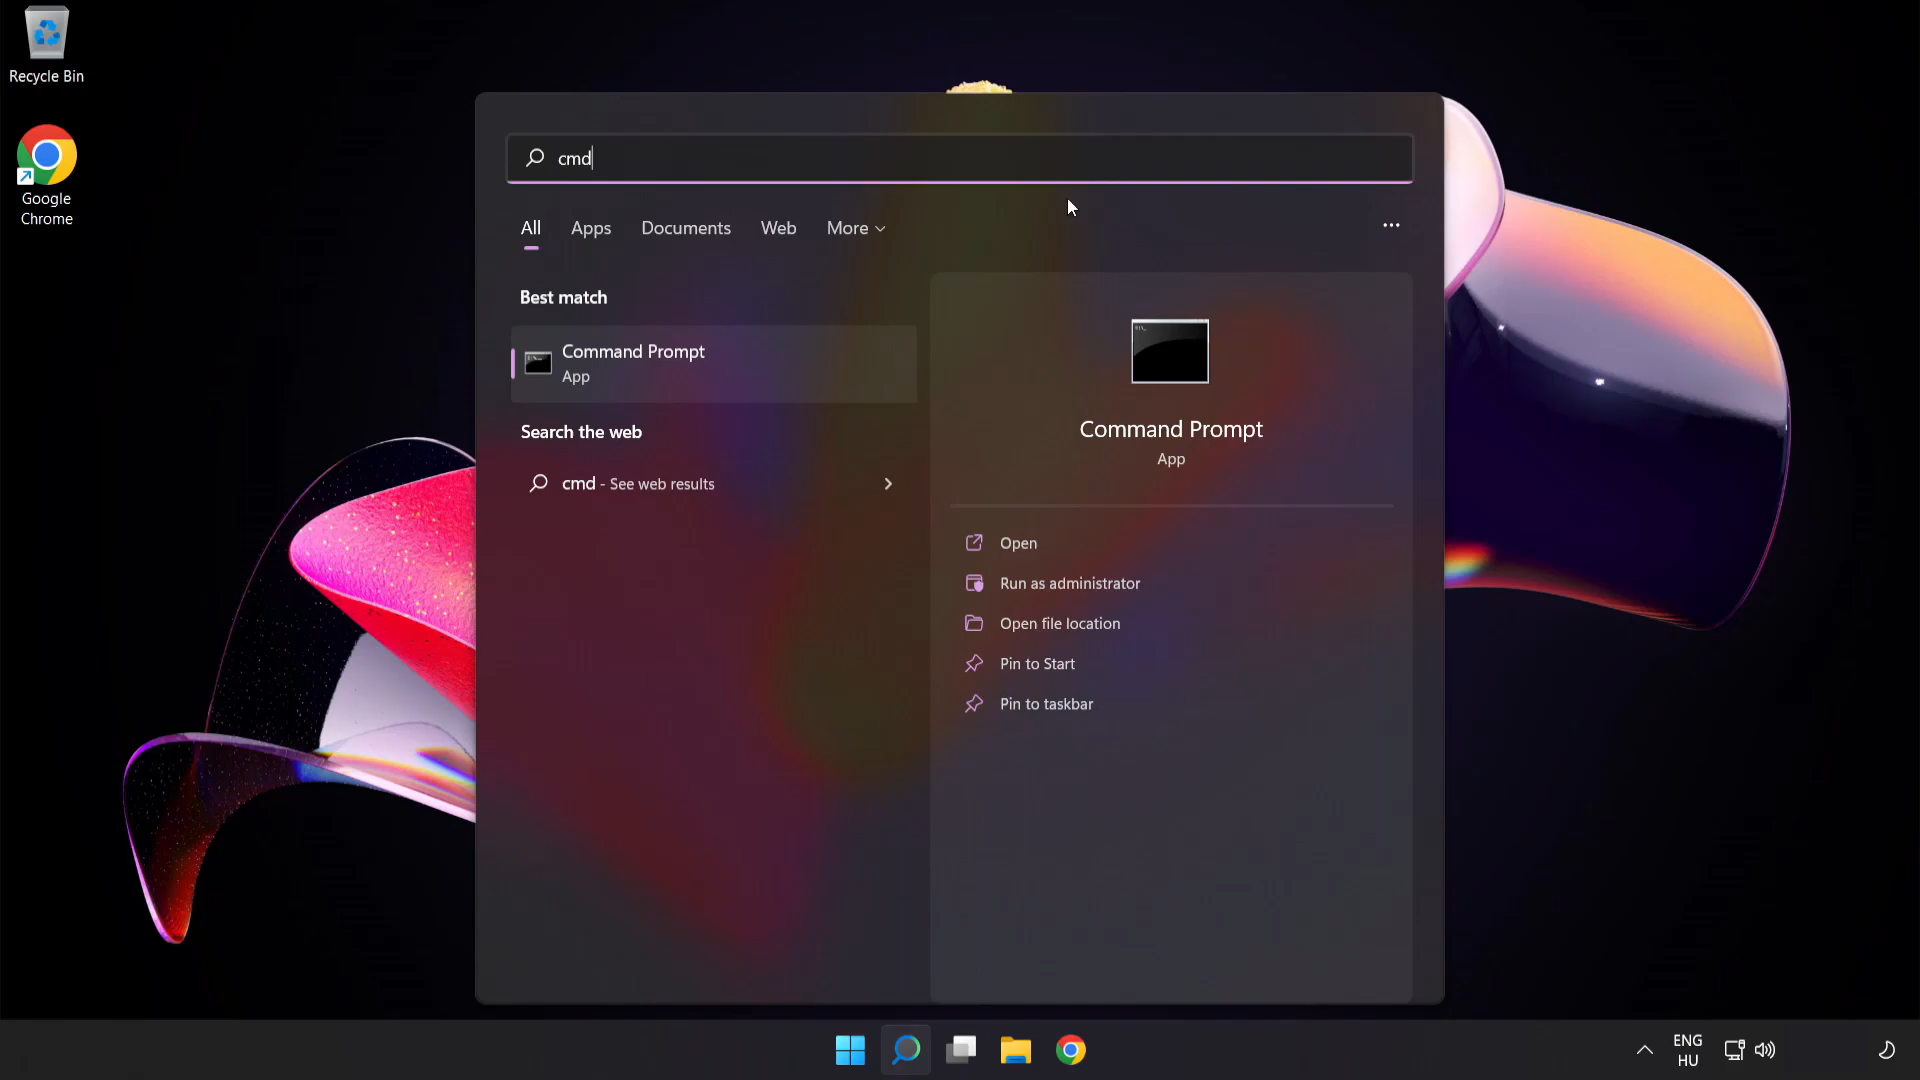 Recycle Bin
Google
Chrome
cmd
All
Apps
Documents
Web
More
Best match
Command Prompt
App
Search the web
cmd - See web results
Command Prompt
App
Open
Run as administrator
Open file location
Pin to Start
Pin to taskbar
ENG
HU